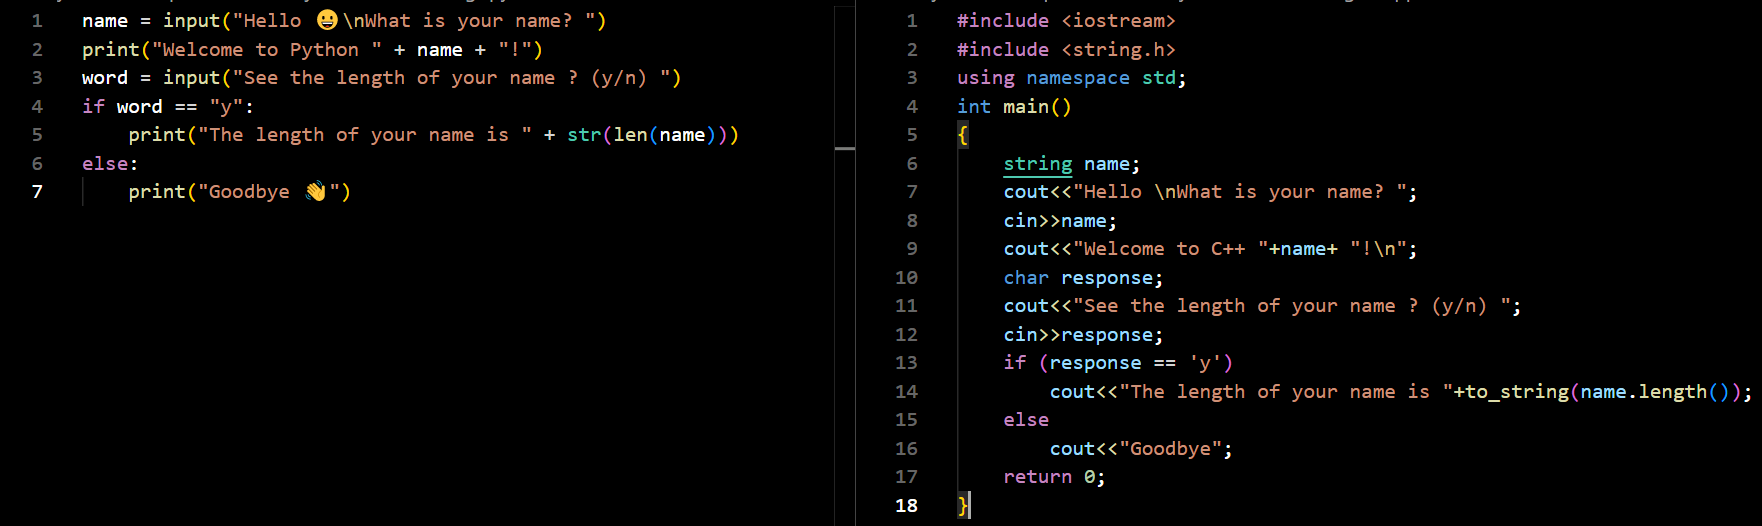 1 name = input("Hello 😀\nWhat is your name? ")
2 print("Welcome to Python " + name + "!")
3 word = input("See the length of your name ? (y/n) ")
4 if word == "y":
5     print("The length of your name is " + str(len(name)))
6 else:
7     print("Goodbye 👋")
1 #include <iostream>
2 #include <string.h>
3 using namespace std;
4 int main()
5 {
6     string name;
7     cout<<"Hello \nWhat is your name? ";
8     cin>>name;
9     cout<<"Welcome to C++ "+name+ "!\n";
10     char response;
11     cout<<"See the length of your name ? (y/n) ";
12     cin>>response;
13     if (response == 'y')
14         cout<<"The length of your name is "+to_string(name.length());
15     else
16         cout<<"Goodbye";
17     return 0;
18 }